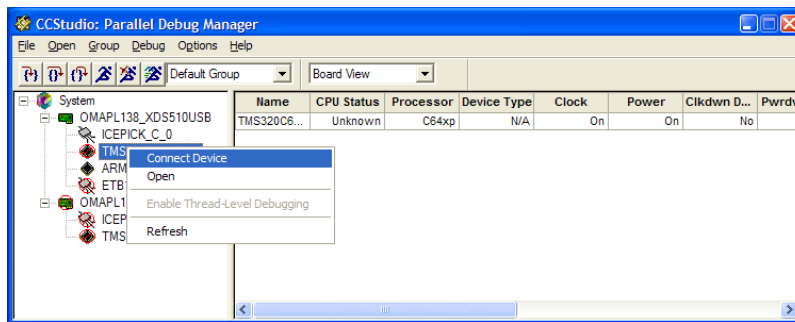 CCStudio: Parallel Debug Manager
File Open Group Debug Options Help
Default Group Board View
System
OMAPL138_XDS510USB
ICEPICK_C_0
TMS
ARM
ETB
OMAPL1
ICEP
TMS
Connect Device
Open
Enable Thread-Level Debugging
Refresh
Name CPU Status Processor Device Type Clock Power Clkdwn D... Pwrdv
TMS320C6... Unknown C64xp N/A On On No